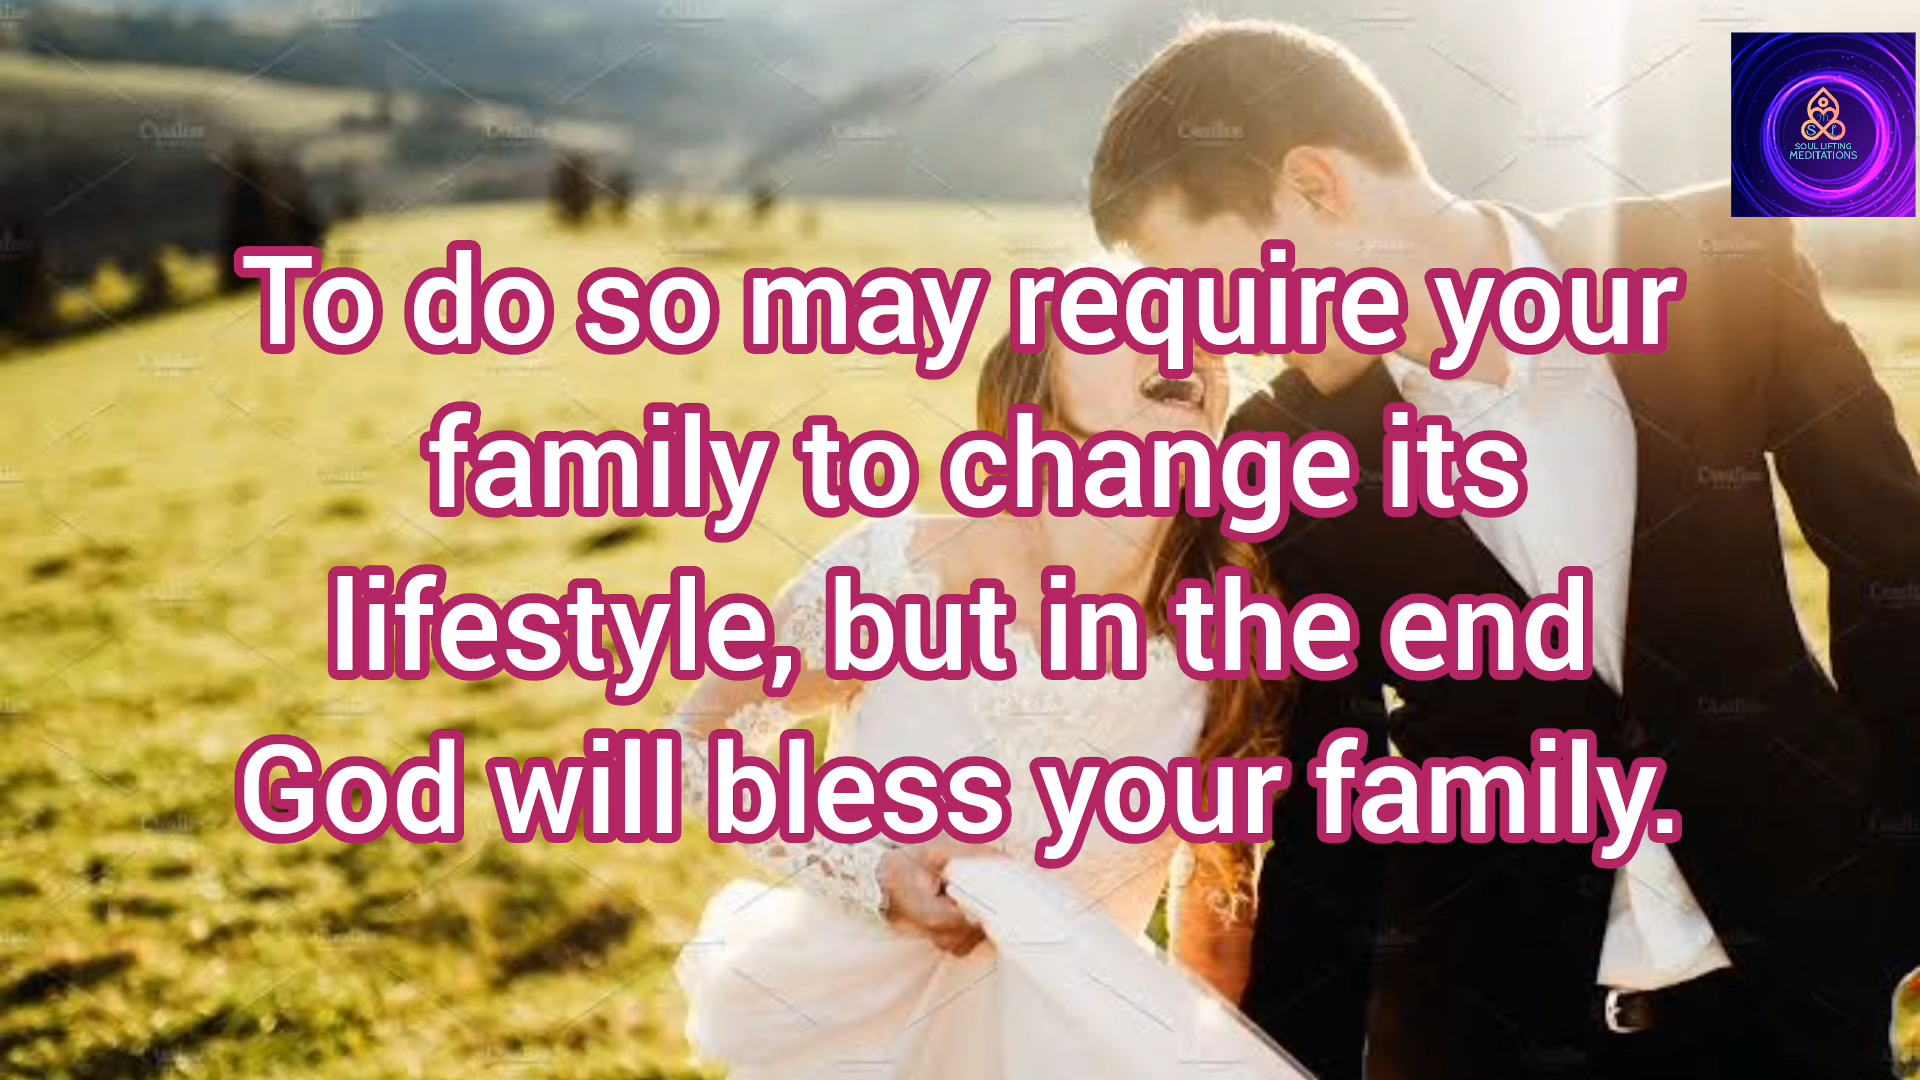 SOUL LIFTING
MEDITATIONS
To do so may require your
family to change its
lifestyle, but in the end
God will bless your family.